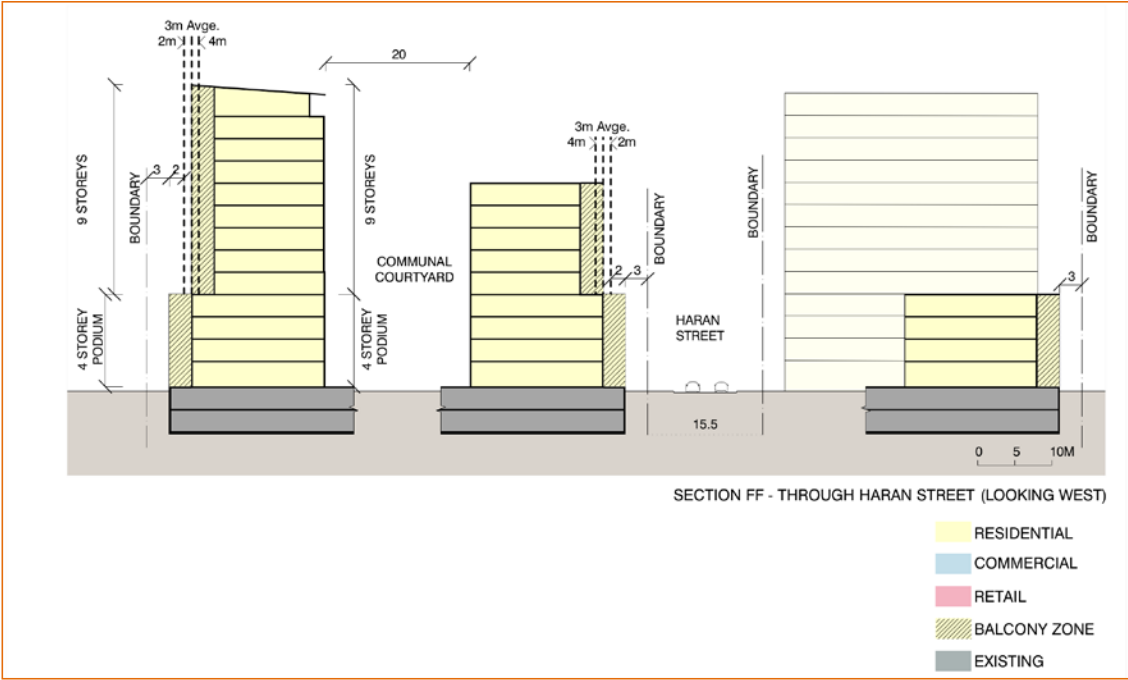 3m Avge.
2m 4m
20
3m Avge.
4m 2m
9 STOREYS
3 2
BOUNDARY
9 STOREYS
COMMUNAL
COURTYARD
2 3
BOUNDARY
BOUNDARY
BOUNDARY
3
4 STOREY
PODIUM
4 STOREY
PODIUM
HARAN
STREET
15.5
0 5 10M
SECTION FF - THROUGH HARAN STREET (LOOKING WEST)
RESIDENTIAL
COMMERCIAL
RETAIL
BALCONY ZONE
EXISTING